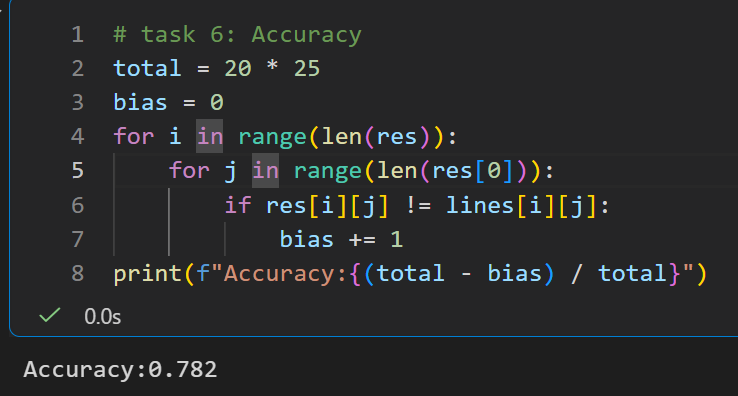 1 # task 6: Accuracy
2 total = 20 * 25
3 bias = 0
4 for i in range(len(res)):
5     for j in range(len(res[0])):
6         if res[i][j] != lines[i][j]:
7             bias += 1
8 print(f"Accuracy:{(total - bias) / total}")
0.0s
Accuracy:0.782